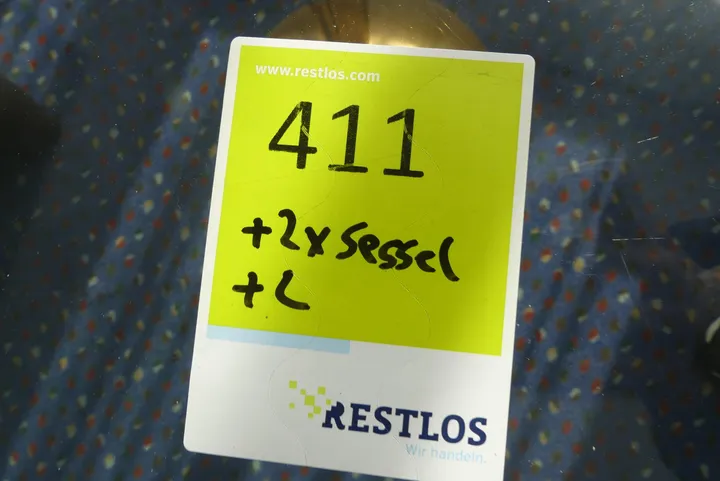 www.restlos.com
411
+2x Sessel
+L
RESTLOS
Wir handeln.